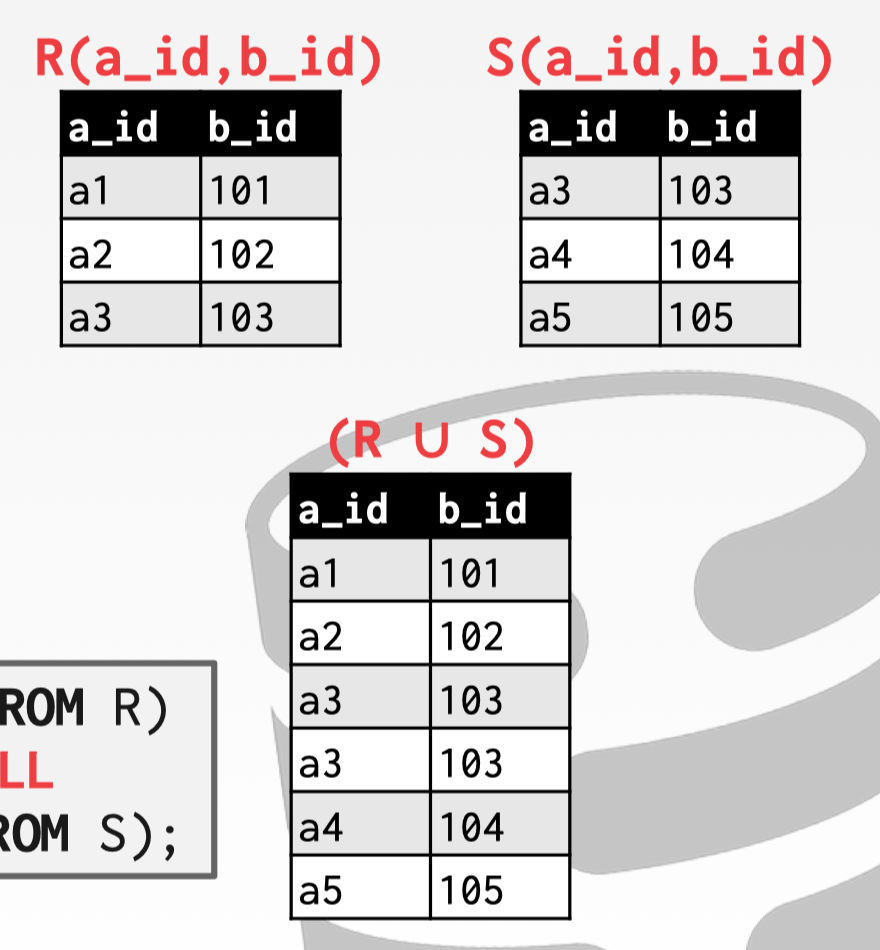 R(a_id,b_id)
a_id b_id
a1 101
a2 102
a3 103
S(a_id,b_id)
a_id b_id
a3 103
a4 104
a5 105
(R ∪ S)
a_id b_id
a1 101
a2 102
a3 103
a3 103
a4 104
a5 105
ROM R)
LL
ROM S);